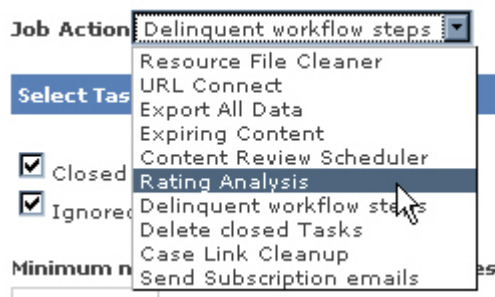 Job Action Delinquent workflow steps
Resource File Cleaner
Select Tas
URL Connect
Export All Data
Expiring Content
Closed
Content Review Scheduler
Rating Analysis
Ignored
Delinquent workflow steps
Delete closed Tasks
Case Link Cleanup
Minimum n
es
Send Subscription emails